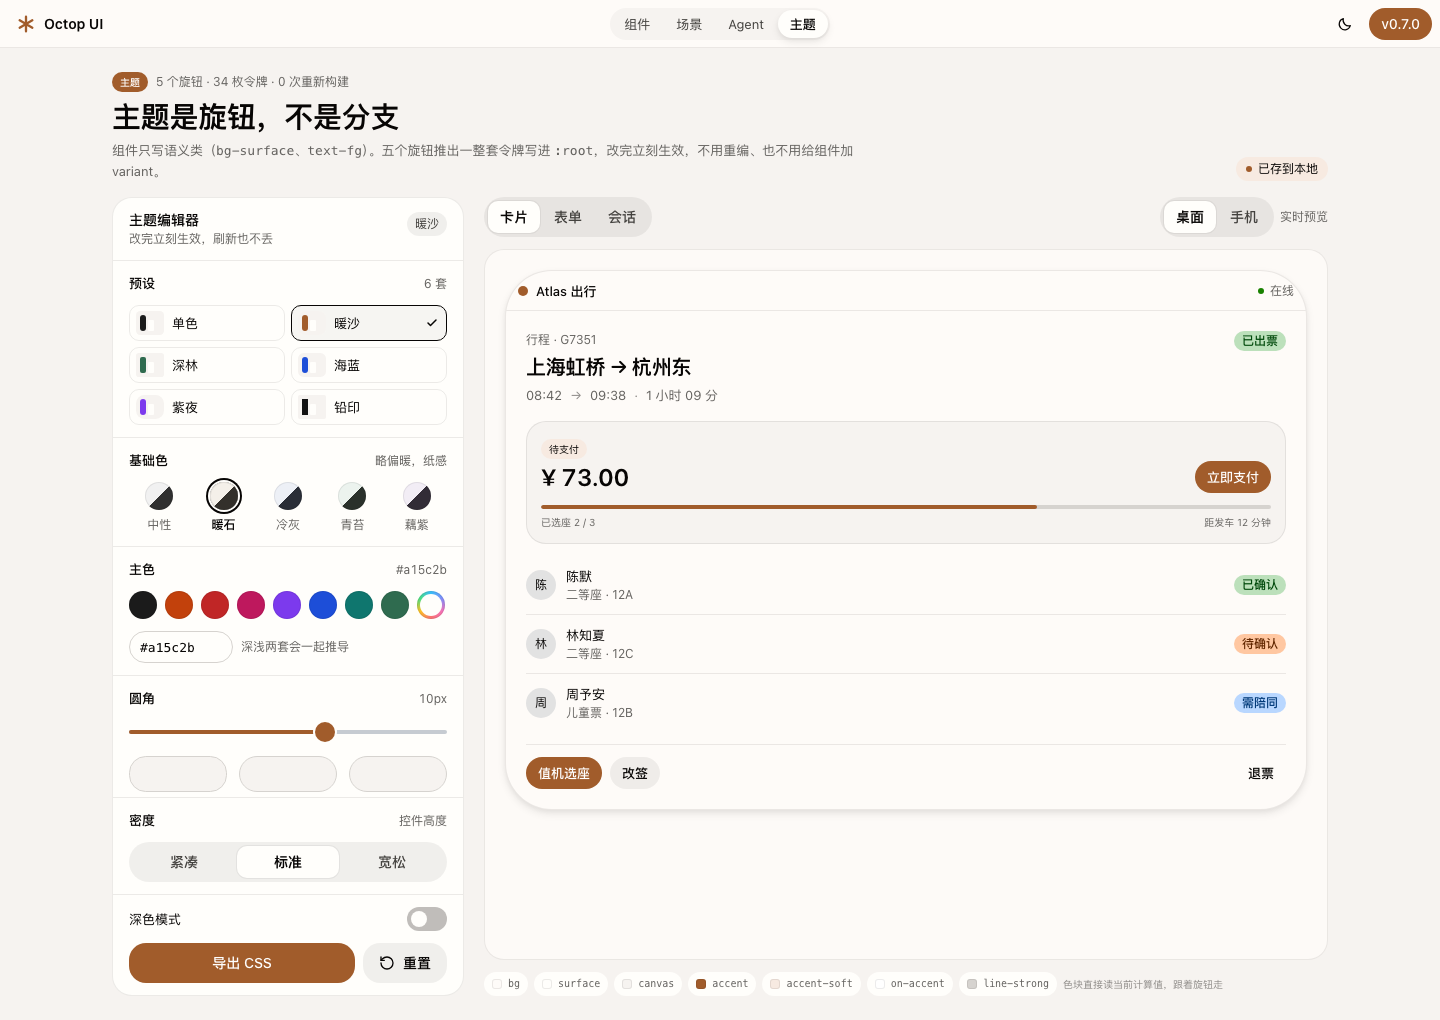 Octop UI
组件
场景
Agent
主题
v0.7.0
主题
5 个旋钮 · 34 枚令牌 · 0 次重新构建
主题是旋钮，不是分支
组件只写语义类（bg-surface、text-fg）。五个旋钮推出一整套令牌写进 :root，改完立刻生效，不用重编、也不用给组件加
variant。
已存到本地
主题编辑器
改完立刻生效，刷新也不丢
暖沙
预设
6 套
单色
暖沙
深林
海蓝
紫夜
铅印
基础色
略偏暖，纸感
中性
暖石
冷灰
青苔
藕紫
主色
#a15c2b
#a15c2b
深浅两套会一起推导
圆角
10px
密度
控件高度
紧凑
标准
宽松
深色模式
导出 CSS
重置
卡片
表单
会话
桌面
手机
实时预览
Atlas 出行
在线
行程 · G7351
已出票
上海虹桥 → 杭州东
08:42 → 09:38 · 1 小时 09 分
待支付
¥ 73.00
立即支付
已选座 2 / 3
距发车 12 分钟
陈
陈默
二等座 · 12A
已确认
林
林知夏
二等座 · 12C
待确认
周
周予安
儿童票 · 12B
需陪同
值机选座
改签
退票
bg
surface
canvas
accent
accent-soft
on-accent
line-strong
色块直接读当前计算值，跟着旋钮走